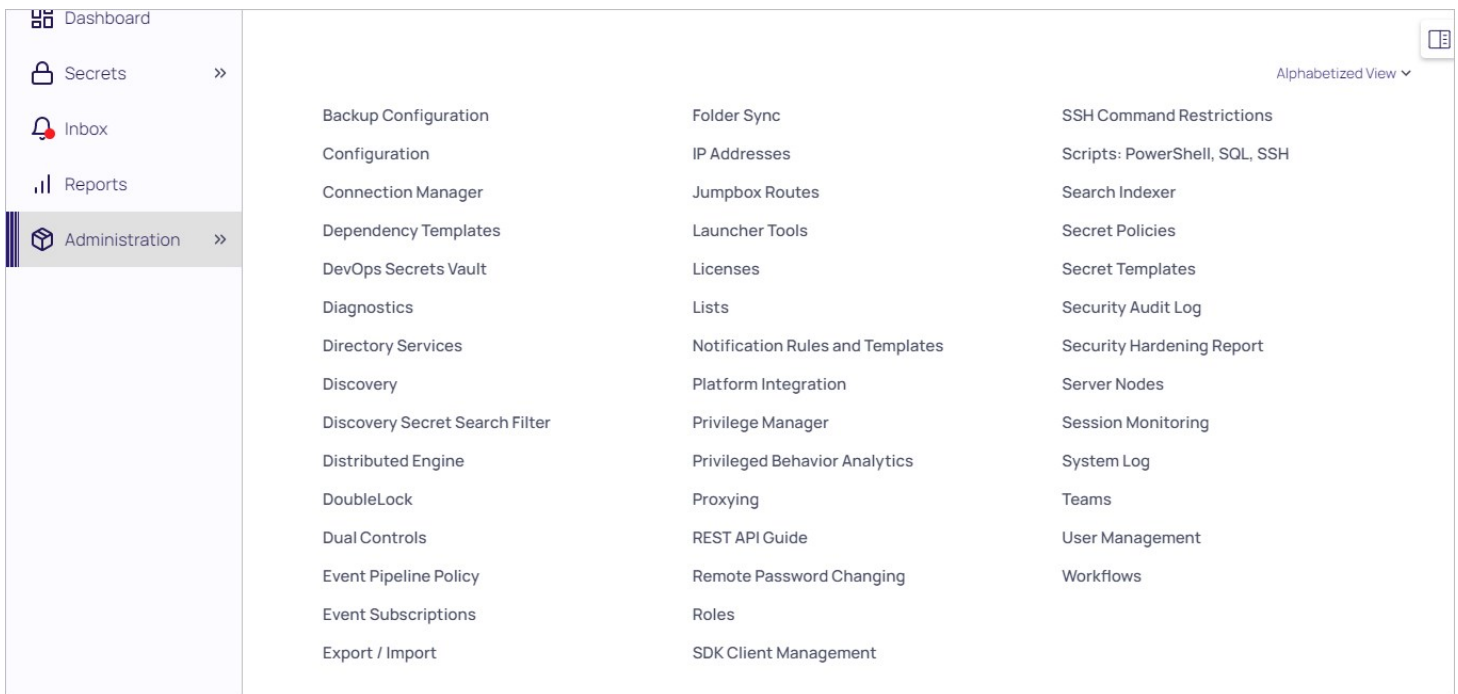 Dashboard
Secrets
Inbox
Reports
Administration
Alphabetized View
Backup Configuration
Configuration
Connection Manager
Dependency Templates
DevOps Secrets Vault
Diagnostics
Directory Services
Discovery
Discovery Secret Search Filter
Distributed Engine
DoubleLock
Dual Controls
Event Pipeline Policy
Event Subscriptions
Export / Import
Folder Sync
IP Addresses
Jumpbox Routes
Launcher Tools
Licenses
Lists
Notification Rules and Templates
Platform Integration
Privilege Manager
Privileged Behavior Analytics
Proxying
REST API Guide
Remote Password Changing
Roles
SDK Client Management
SSH Command Restrictions
Scripts: PowerShell, SQL, SSH
Search Indexer
Secret Policies
Secret Templates
Security Audit Log
Security Hardening Report
Server Nodes
Session Monitoring
System Log
Teams
User Management
Workflows